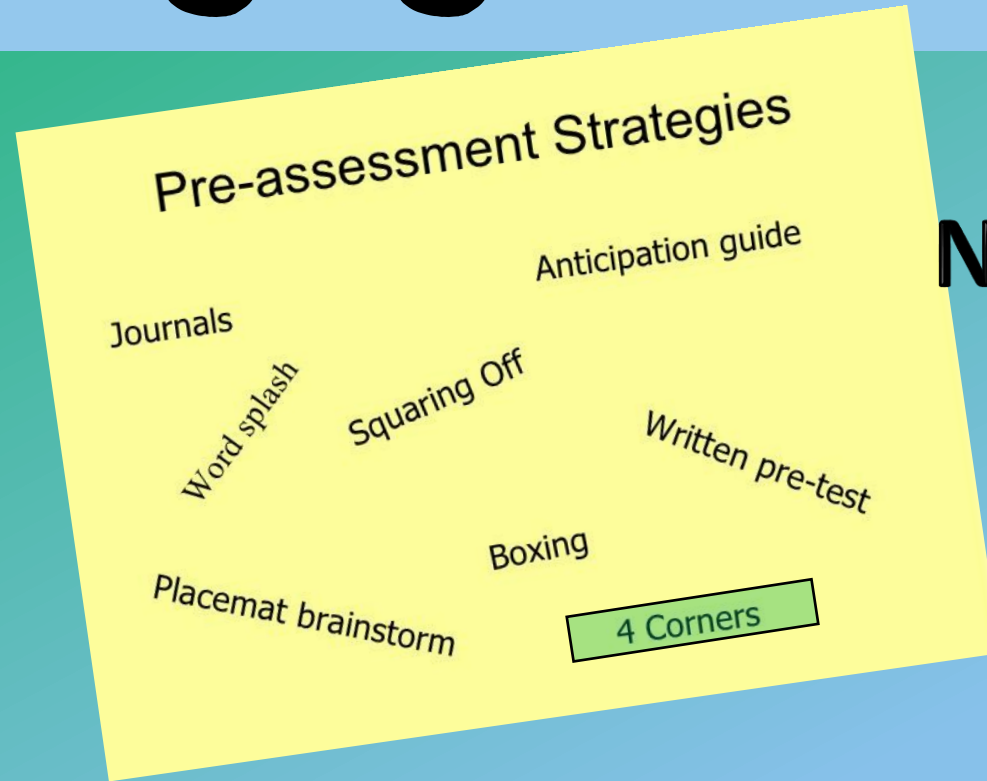 Pre-assessment Strategies
Anticipation guide
Journals
Word splash
Squaring Off
Written pre-test
Boxing
Placemat brainstorm
4 Corners
N